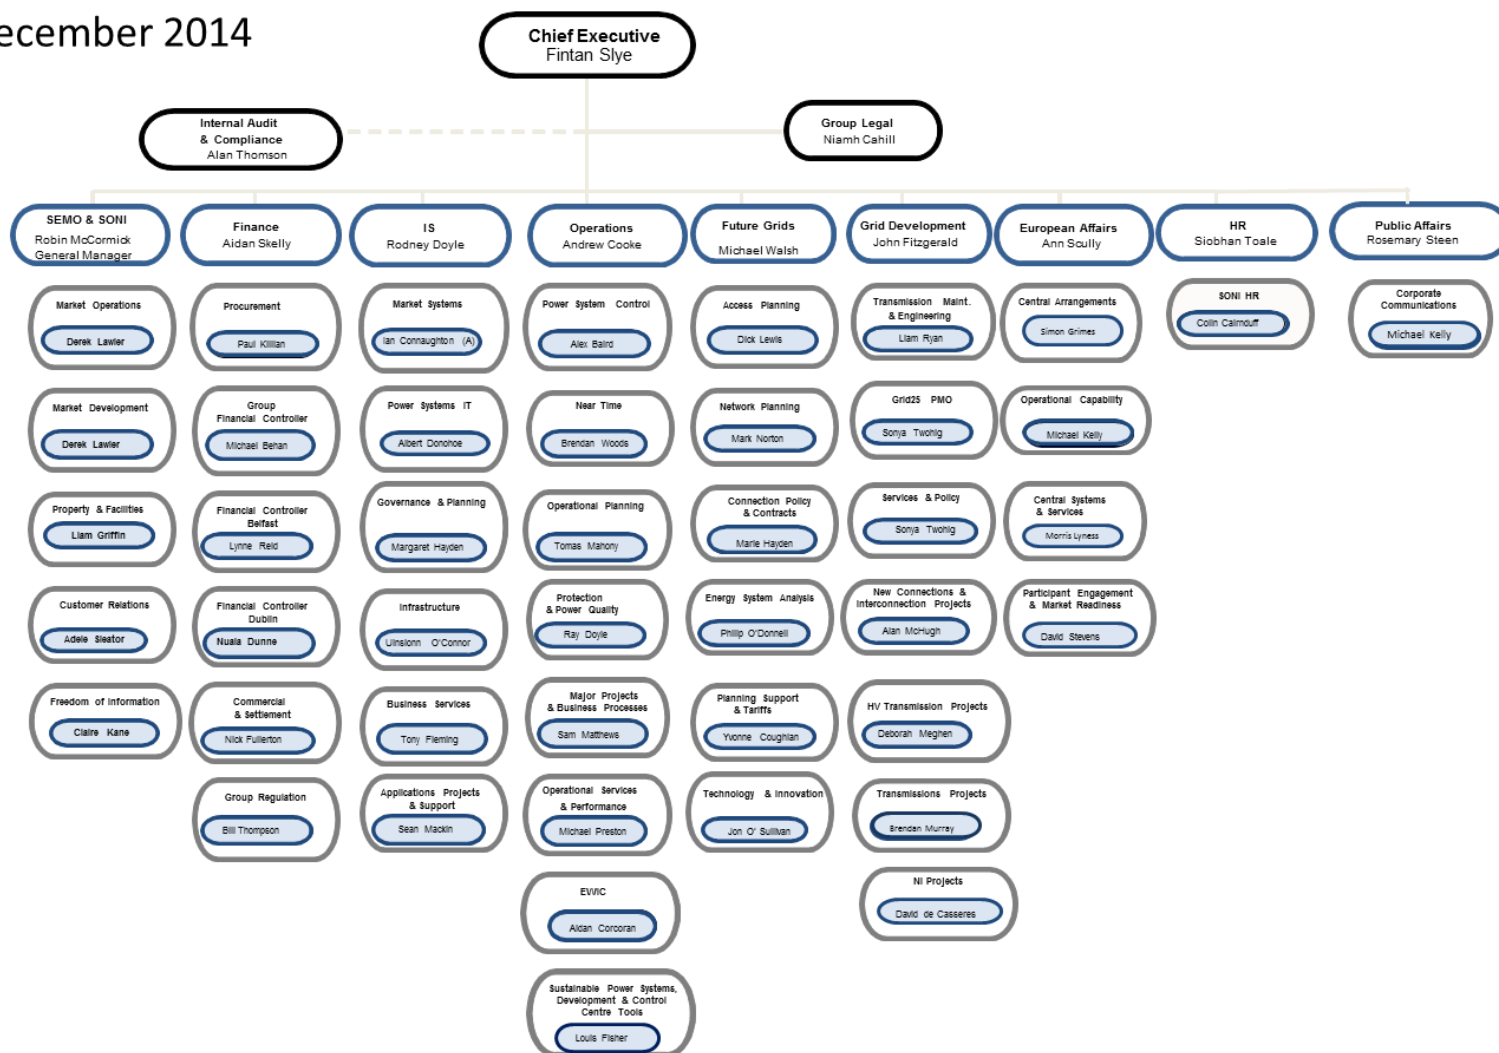 ecember 2014
Chief Executive
Fintan Slye
Internal Audit
& Compliance
Alan Thomson
Group Legal
Niamh Cahill
SEMO & SONI
Robin McCormick
General Manager
Finance
Aidan Skelly
IS
Rodney Doyle
Operations
Andrew Cooke
Future Grids
Michael Walsh
Grid Development
John Fitzgerald
European Affairs
Ann Scully
HR
Siobhan Toale
Public Affairs
Rosemary Steen
Market Operations
Derek Lawler
Market Development
Derek Lawler
Property & Facilities
Liam Griffin
Customer Relations
Adele Sleator
Freedom of Information
Claire Kane
Procurement
Paul Killian
Group
Financial Controller
Michael Behan
Financial Controller
Belfast
Lynne Reid
Financial Controller
Dublin
Nuala Dunne
Commercial
& Settlement
Nick Fullerton
Group Regulation
Bill Thompson
Market Systems
Ian Connaughton (A)
Power Systems IT
Albert Donohoe
Governance & Planning
Margaret Hayden
Infrastructure
Uinsionn O'Connor
Business Services
Tony Fleming
Applications Projects
& Support
Sean Mackin
Power System Control
Alex Baird
Near Time
Brendan Woods
Operational Planning
Tomas Mahony
Protection
& Power Quality
Ray Doyle
Major Projects
& Business Processes
Sam Matthews
Operational Services
& Performance
Michael Preston
EWIC
Aidan Corcoran
Sustainable Power Systems,
Development & Control
Centre Tools
Louis Fisher
Access Planning
Dick Lewis
Network Planning
Mark Norton
Connection Policy
& Contracts
Marie Hayden
Energy System Analysis
Philip O'Donnell
Planning Support
& Tariffs
Yvonne Coughlan
Technology & Innovation
Jon O' Sullivan
Transmission Maint.
& Engineering
Liam Ryan
Grid25 PMO
Sonya Twohig
Services & Policy
Sonya Twohig
New Connections &
Interconnection Projects
Alan McHugh
HV Transmission Projects
Deborah Meghen
Transmissions Projects
Brendan Murray
NI Projects
David de Casseres
Central Arrangements
Simon Grimes
Operational Capability
Michael Kelly
Central Systems
& Services
Morris Lyness
Participant Engagement
& Market Readiness
David Stevens
SONI HR
Colin Cairnduff
Corporate
Communications
Michael Kelly